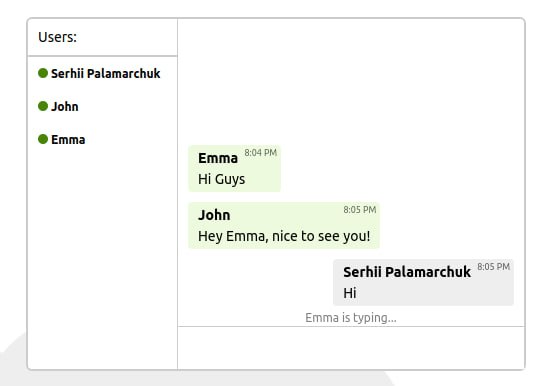 Users:
Serhii Palamarchuk
John
Emma
Emma 8:04 PM
Hi Guys
John 8:05 PM
Hey Emma, nice to see you!
Serhii Palamarchuk 8:05 PM
Hi
Emma is typing...